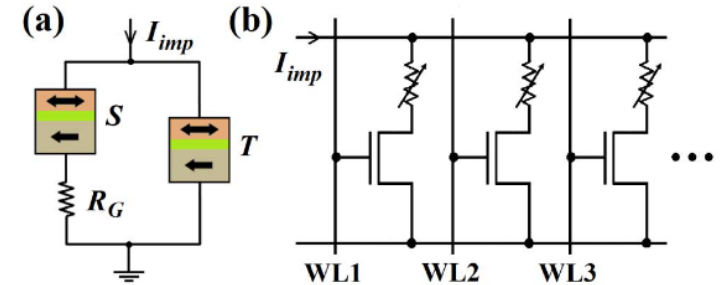 (a)
I_imp
S
T
R_G
(b)
I_imp
WL1 WL2 WL3